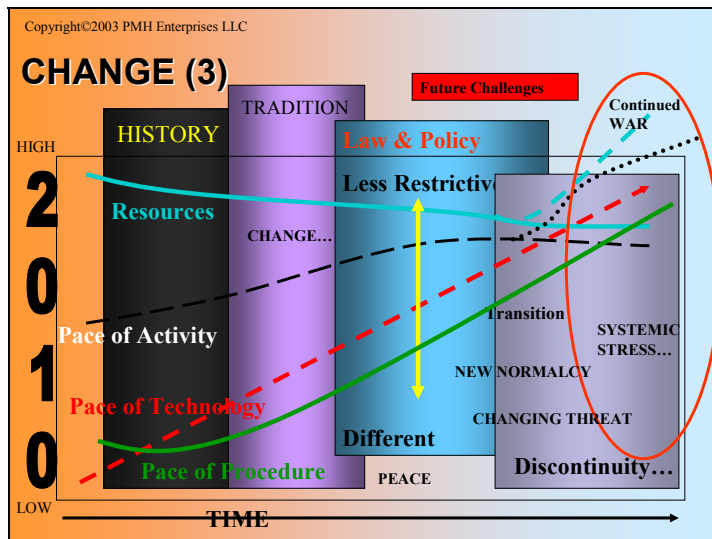 Copyright©2003 PMH Enterprises LLC
CHANGE (3)
Future Challenges
TRADITION
Continued
WAR
HISTORY
Law & Policy
HIGH
Less Restrictive
2
0
1
0
Resources
CHANGE…
Transition
Pace of Activity
SYSTEMIC
STRESS…
NEW NORMALCY
Pace of Technology
CHANGING THREAT
Different
Pace of Procedure
PEACE
Discontinuity…
LOW
TIME